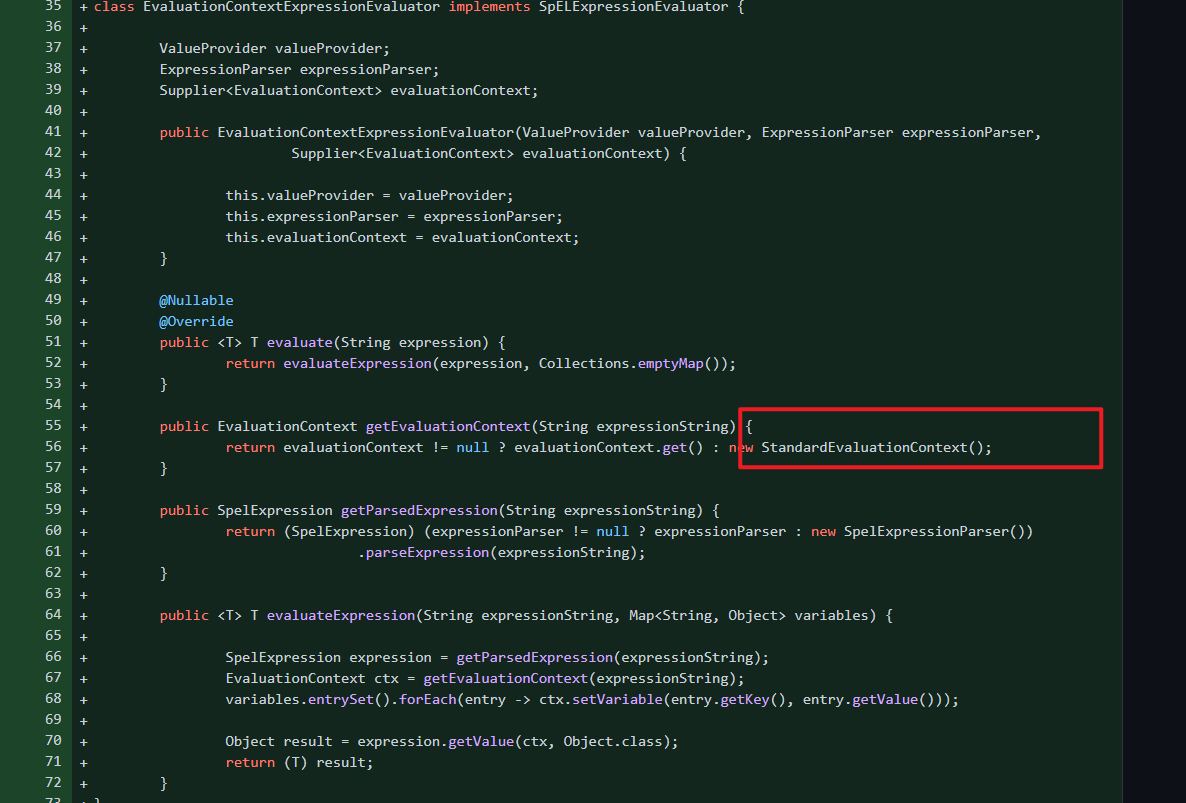 35 + class EvaluationContextExpressionEvaluator implements SpELExpressionEvaluator {
36 +
37 + ValueProvider valueProvider;
38 + ExpressionParser expressionParser;
39 + Supplier<EvaluationContext> evaluationContext;
40 +
41 + public EvaluationContextExpressionEvaluator(ValueProvider valueProvider, ExpressionParser expressionParser,
42 + Supplier<EvaluationContext> evaluationContext) {
43 +
44 + this.valueProvider = valueProvider;
45 + this.expressionParser = expressionParser;
46 + this.evaluationContext = evaluationContext;
47 + }
48 +
49 + @Nullable
50 + @Override
51 + public <T> T evaluate(String expression) {
52 + return evaluateExpression(expression, Collections.emptyMap());
53 + }
54 +
55 + public EvaluationContext getEvaluationContext(String expressionString) {
56 + return evaluationContext != null ? evaluationContext.get() : new StandardEvaluationContext();
57 + }
58 +
59 + public SpelExpression getParsedExpression(String expressionString) {
60 + return (SpelExpression) (expressionParser != null ? expressionParser : new SpelExpressionParser())
61 + .parseExpression(expressionString);
62 + }
63 +
64 + public <T> T evaluateExpression(String expressionString, Map<String, Object> variables) {
65 +
66 + SpelExpression expression = getParsedExpression(expressionString);
67 + EvaluationContext ctx = getEvaluationContext(expressionString);
68 + variables.entrySet().forEach(entry -> ctx.setVariable(entry.getKey(), entry.getValue()));
69 +
70 + Object result = expression.getValue(ctx, Object.class);
71 + return (T) result;
72 + }
73 + }